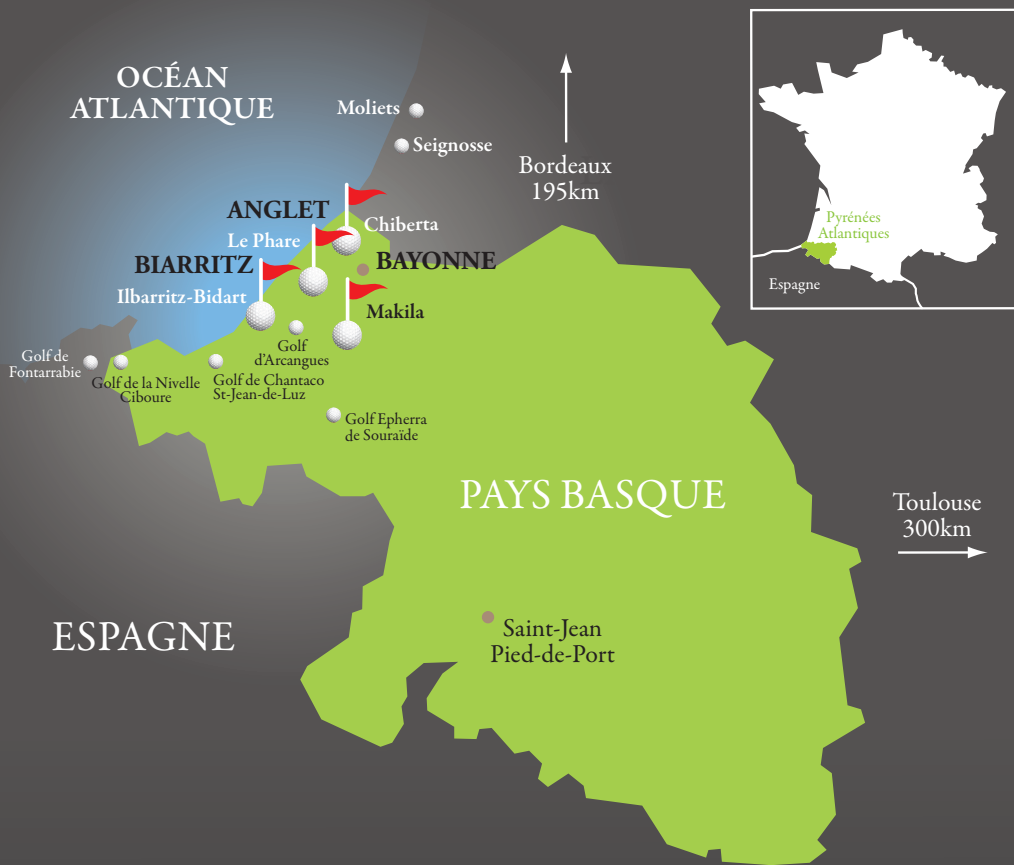 OCÉAN
ATLANTIQUE
Moliets
Seignosse
Bordeaux
195km
Pyrénées
Atlantiques
Espagne
ANGLET
Chiberta
Le Phare
BIARRITZ
BAYONNE
Ilbarritz-Bidart
Makila
Golf
d'Arcangues
Golf de
Fontarrabie
Golf de la Nivelle
Ciboure
Golf de Chantaco
St-Jean-de-Luz
Golf Epherra
de Souraïde
PAYS BASQUE
Toulouse
300km
ESPAGNE
Saint-Jean
Pied-de-Port